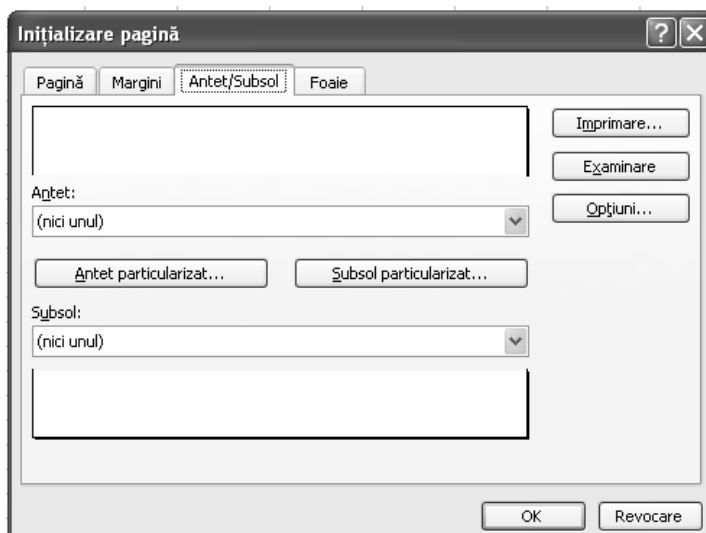 Inițializare pagină
Pagină Margini Antet/Subsol Foaie
Imprimare...
Examinare
Opțiuni...
Antet:
(nici unul)
Antet particularizat... Subsol particularizat...
Subsol:
(nici unul)
OK Revocare